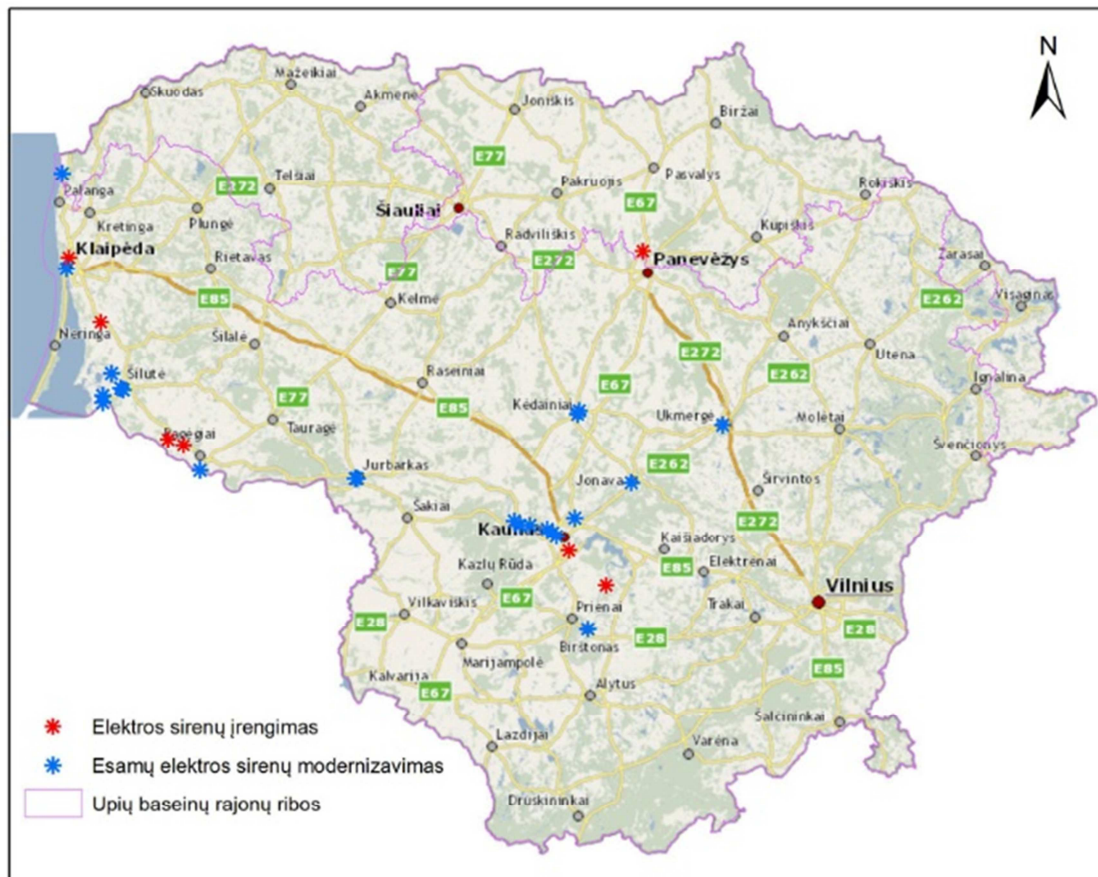 N
Mažeikiai
Skuodas
Akmenė
Joniškis
Biržai
E77
Pasvalys
Telšiai
E272
Pakruojis
Rokiškis
Palanga
Šiauliai
E67
Kretinga
Plungė
Kupiškis
Radviliškis
Klaipėda
E272
Panevėžys
Zarasai
Rietavas
E77
E85
Kelmė
E262
Visaginas
Neringa
Šilalė
Anykščiai
Utena
E272
Šilutė
Raseiniai
E262
Ignalina
E67
E77
E85
Kėdainiai
Ukmergė
Molėtai
Tauragė
Pagėgiai
Švenčionys
Jurbarkas
E262
Jonava
Širvintos
Šakiai
E272
Kaunas
Kaišiadorys
E85
Elektrėnai
Kazlų Rūda
Vilnius
E67
Vilkaviškis
Prienai
Trakai
E28
E28
E28
Birštonas
Marijampolė
E85
Kalvarija
E67
Alytus
Šalčininkai
Elektros sirenų įrengimas
Lazdijai
Varėna
Esamų elektros sirenų modernizavimas
Upių baseinų rajonų ribos
Druskininkai